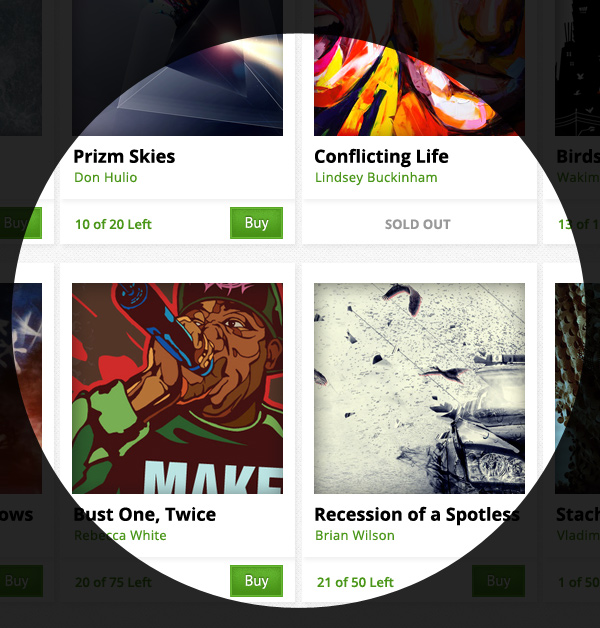 Prizm Skies
Conflicting Life
Birds
Don Hulio
Lindsey Buckinham
Wakim
Buy
10 of 20 Left
Buy
SOLD OUT
13 of 1
MAKE
ows
Bust One, Twice
Recession of a Spotless
Stach
Rebecca White
Brian Wilson
Vladim
Buy
20 of 75 Left
Buy
21 of 50 Left
Buy
1 of 50